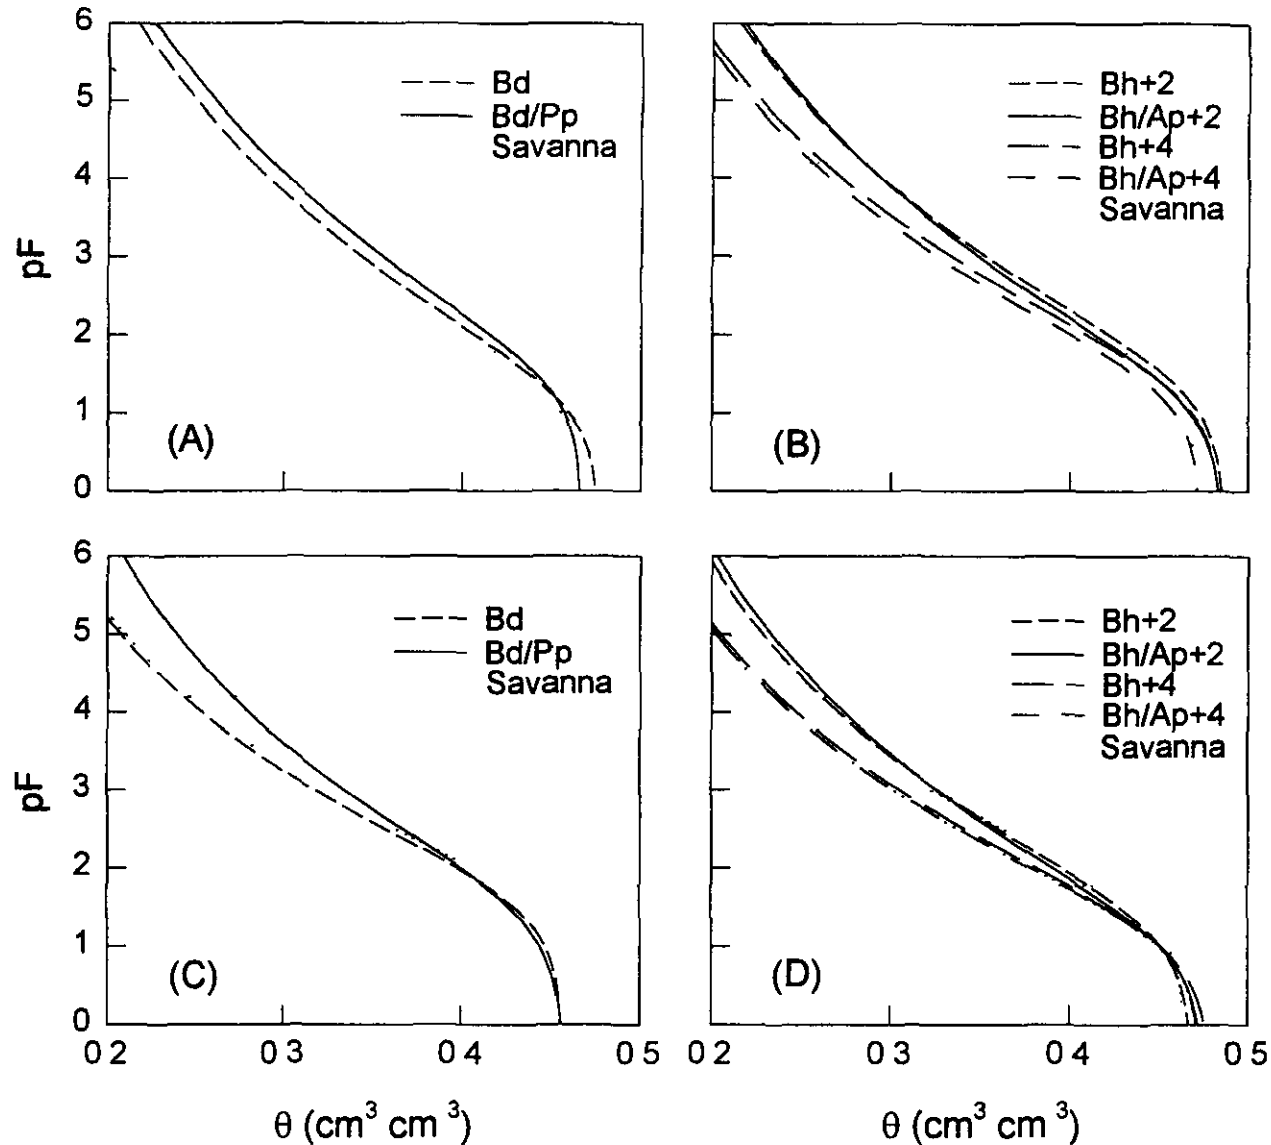 6
5
4
3
2
1
0
pF
Bd
Bd/Pp
Savanna
(A)
Bh+2
Bh/Ap+2
Bh+4
Bh/Ap+4
Savanna
(B)
6
5
4
3
2
1
0
pF
Bd
Bd/Pp
Savanna
(C)
Bh+2
Bh/Ap+2
Bh+4
Bh/Ap+4
Savanna
(D)
0 2 0 3 0 4 0 5
0 2 0 3 0 4 0 5
θ (cm³ cm ³)
θ (cm³ cm ³)